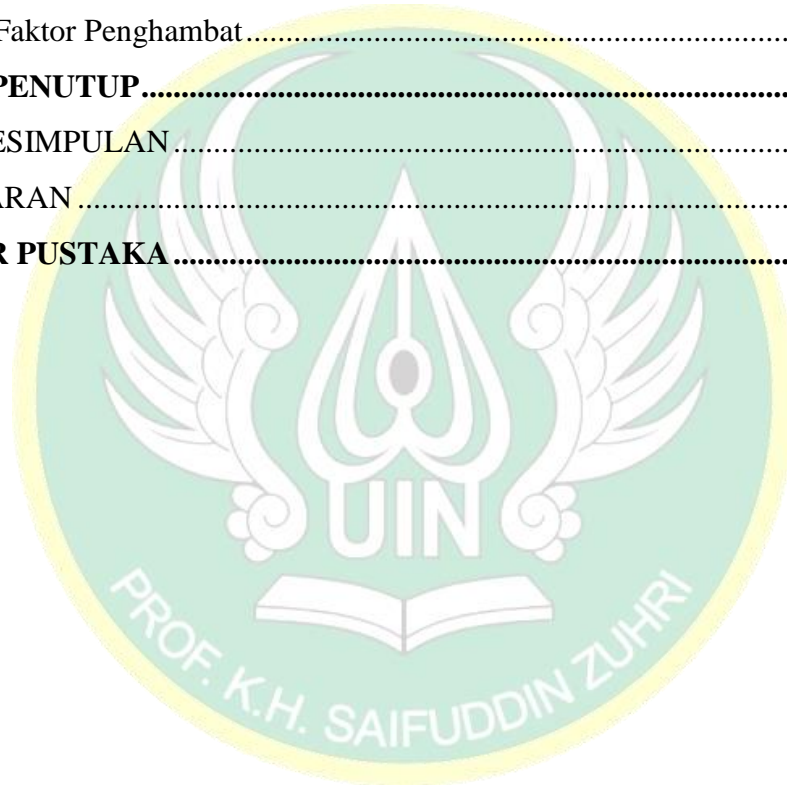 Faktor Penghambat........................................................................
PENUTUP..................................................................................
ESIMPULAN..............................................................................
ARAN..........................................................................................
R PUSTAKA..............................................................................
UIN
PROF. K.H. SAIFUDDIN ZUHRI